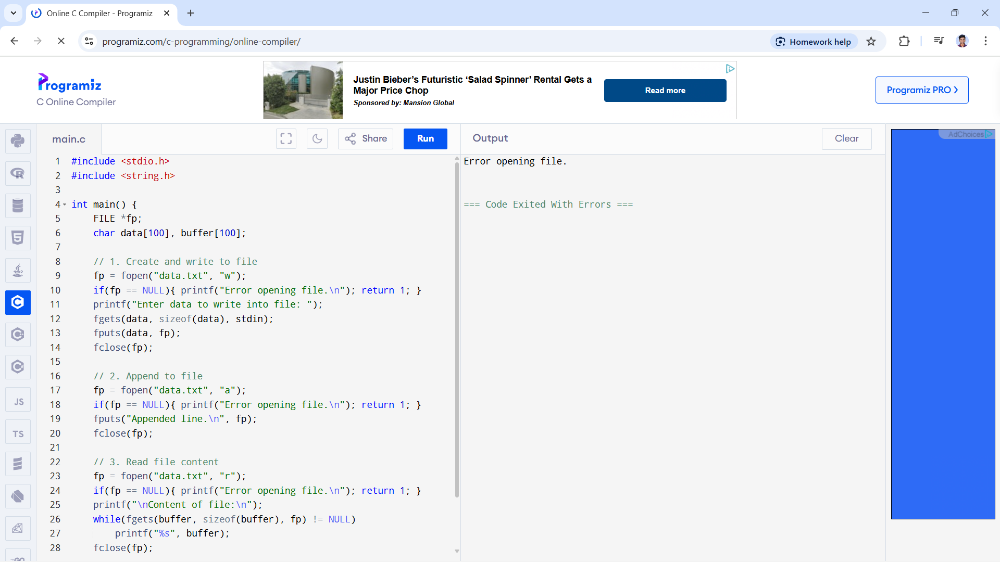 Online C Compiler - Programiz
programiz.com/c-programming/online-compiler/
Homework help
Programiz
C Online Compiler
Justin Bieber’s Futuristic ‘Salad Spinner’ Rental Gets a
Major Price Chop
Sponsored by: Mansion Global
Read more
Programiz PRO
main.c
Share
Run
Output
Clear
AdChoices
1 #include <stdio.h>
2 #include <string.h>
3
4 int main() {
5 FILE *fp;
6 char data[100], buffer[100];
7
8 // 1. Create and write to file
9 fp = fopen("data.txt", "w");
10 if(fp == NULL){ printf("Error opening file.\n"); return 1; }
11 printf("Enter data to write into file: ");
12 fgets(data, sizeof(data), stdin);
13 fputs(data, fp);
14 fclose(fp);
15
16 // 2. Append to file
17 fp = fopen("data.txt", "a");
18 if(fp == NULL){ printf("Error opening file.\n"); return 1; }
19 fputs("Appended line.\n", fp);
20 fclose(fp);
21
22 // 3. Read file content
23 fp = fopen("data.txt", "r");
24 if(fp == NULL){ printf("Error opening file.\n"); return 1; }
25 printf("\nContent of file:\n");
26 while(fgets(buffer, sizeof(buffer), fp) != NULL)
27 printf("%s", buffer);
28 fclose(fp);
Error opening file.
=== Code Exited With Errors ===
R
5
C
JS
TS
GO